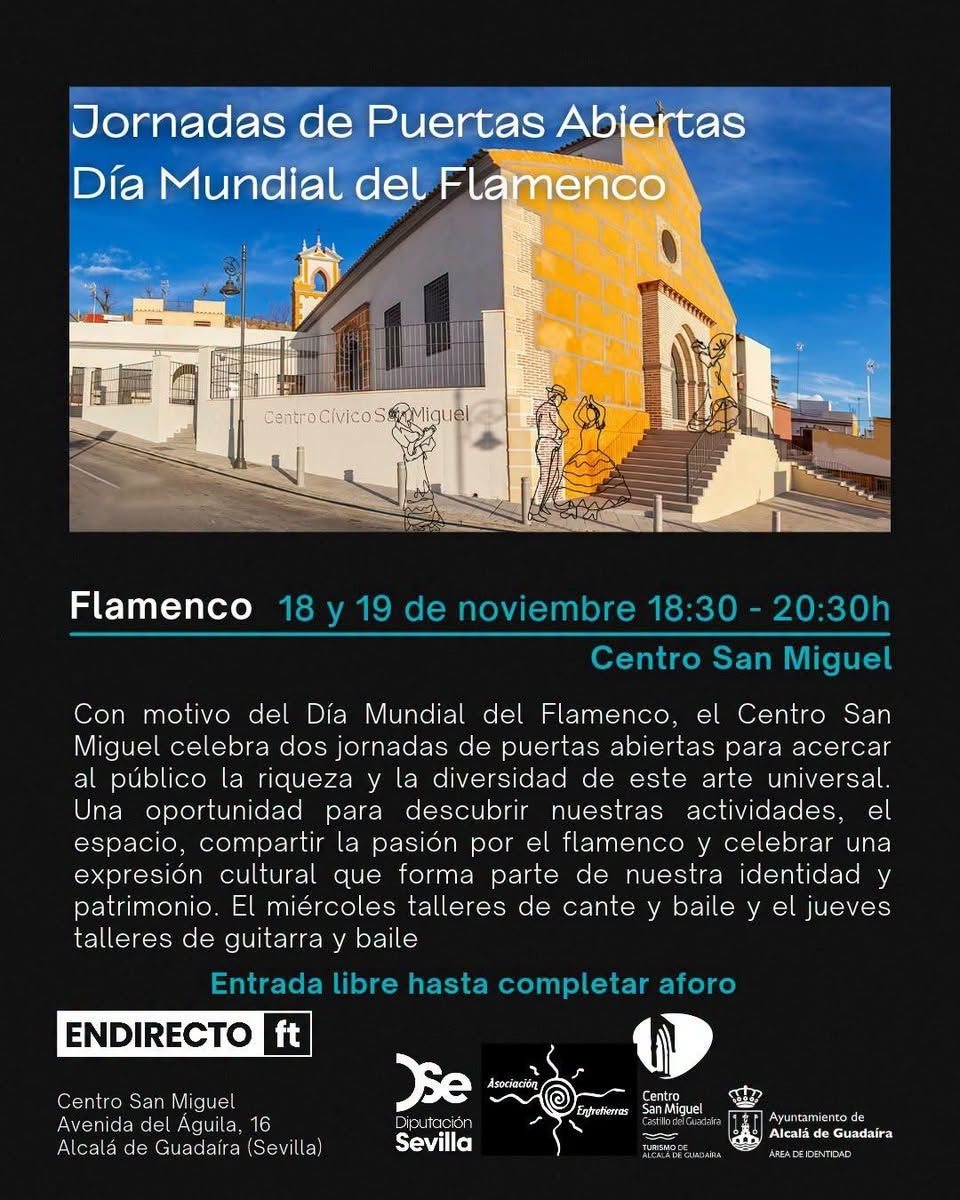 Jornadas de Puertas Abiertas
Día Mundial del Flamenco
Centro Cívico San Miguel
Flamenco 18 y 19 de noviembre 18:30 - 20:30h
Centro San Miguel
Con motivo del Día Mundial del Flamenco, el Centro San
Miguel celebra dos jornadas de puertas abiertas para acercar
al público la riqueza y la diversidad de este arte universal.
Una oportunidad para descubrir nuestras actividades, el
espacio, compartir la pasión por el flamenco y celebrar una
expresión cultural que forma parte de nuestra identidad y
patrimonio. El miércoles talleres de cante y baile y el jueves
talleres de guitarra y baile
Entrada libre hasta completar aforo
ENDIRECTO ft
Centro San Miguel
Avenida del Águila, 16
Alcalá de Guadaíra (Sevilla)
DSe
Diputación
Sevilla
Asociación
Entretierras
Centro
San Miguel
Castillo del Guadaíra
TURISMO DE
ALCALÁ DE GUADAÍRA
Ayuntamiento de
Alcalá de Guadaíra
ÁREA DE IDENTIDAD